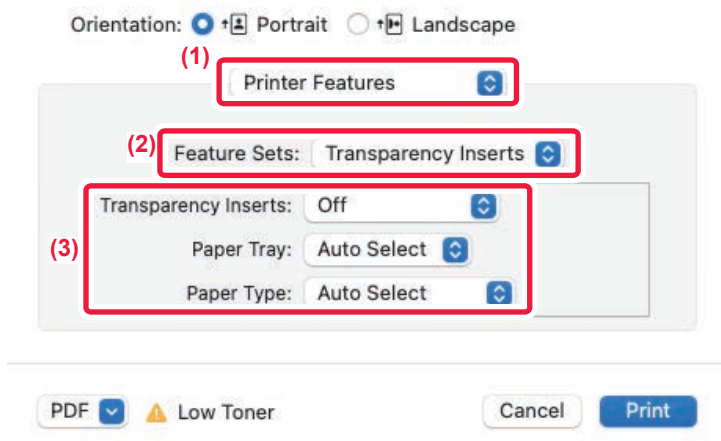 Orientation: Portrait Landscape
(1)
Printer Features
(2)
Feature Sets: Transparency Inserts
Transparency Inserts: Off
(3)
Paper Tray: Auto Select
Paper Type: Auto Select
PDF Low Toner Cancel Print